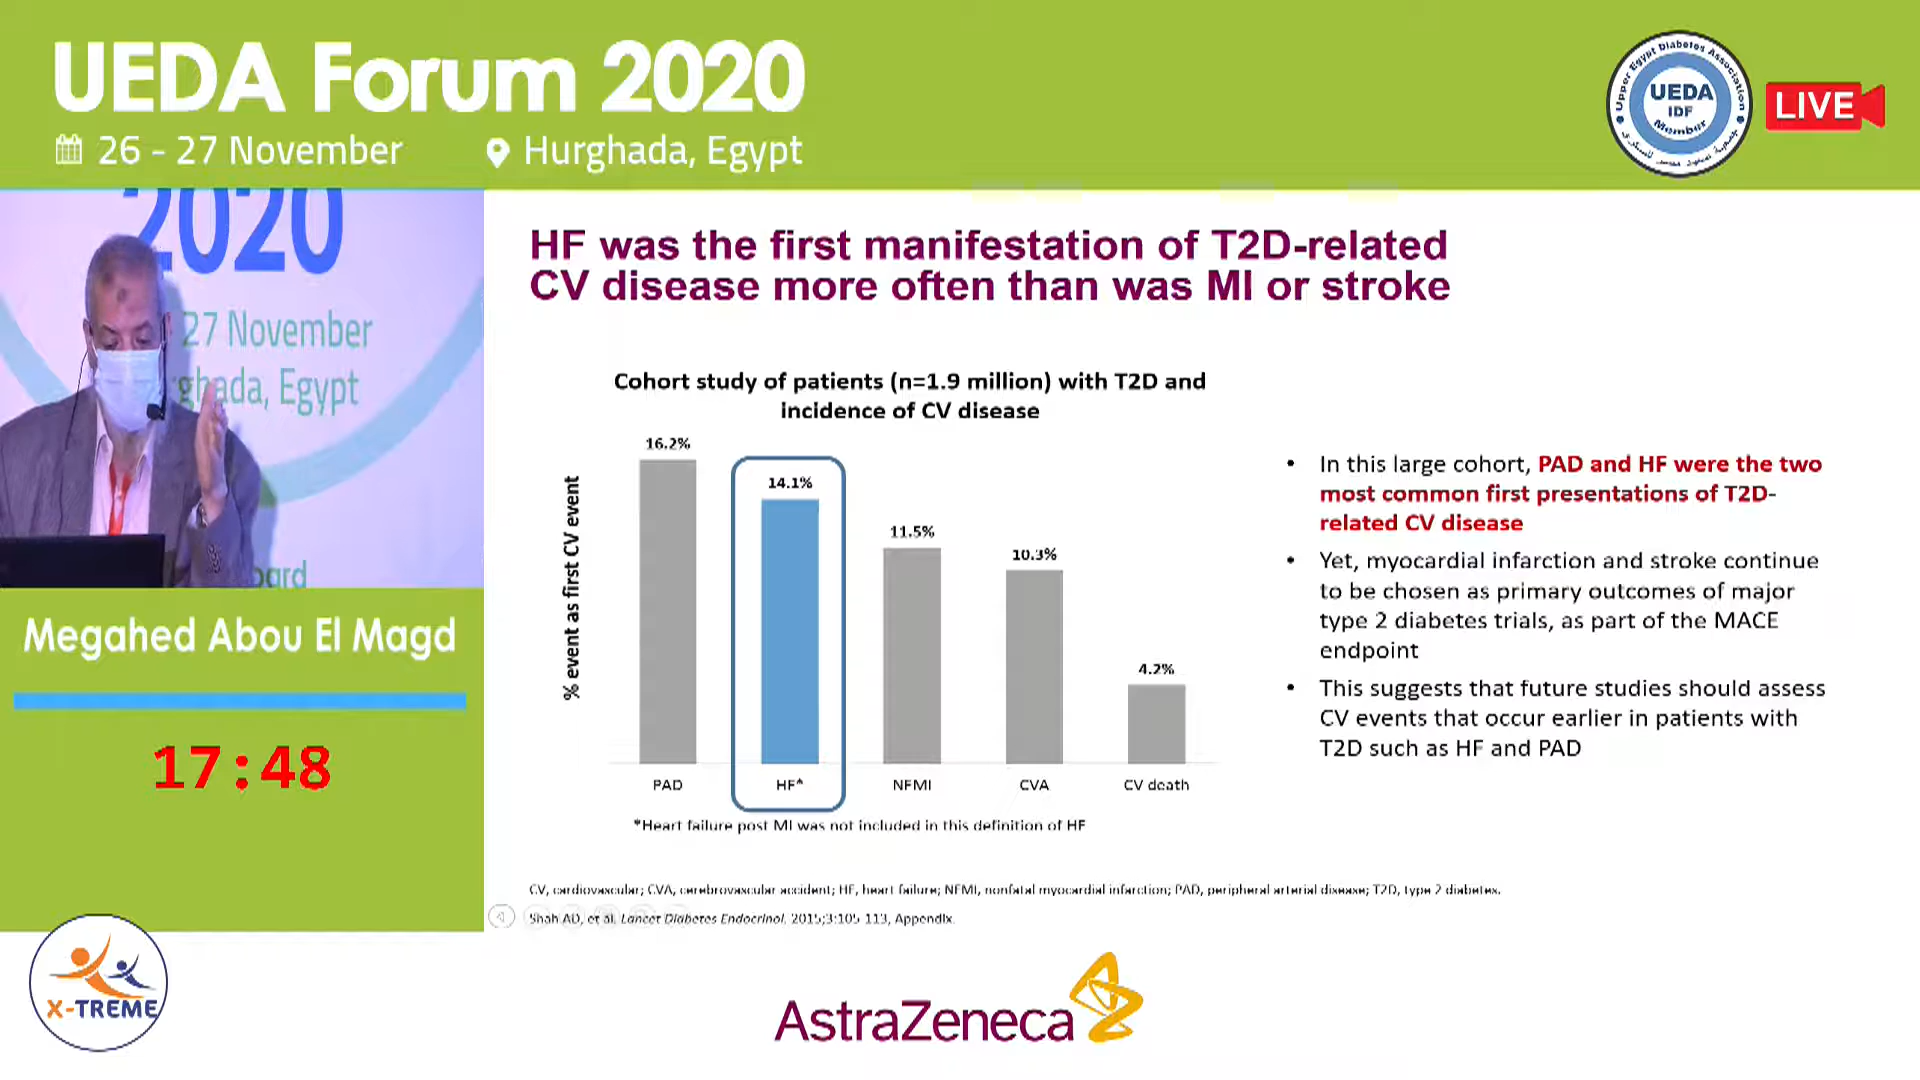 UEDA Forum 2020
26 - 27 November
Hurghada, Egypt
Upper Egypt Diabetes Association
UEDA
IDF
Member
LIVE
2020
27 November
ghada, Egypt
oard
Megahed Abou El Magd
17:48
X-TREME
HF was the first manifestation of T2D-related
CV disease more often than was MI or stroke
Cohort study of patients (n=1.9 million) with T2D and
incidence of CV disease
% event as first CV event
16.2%
14.1%
11.5%
10.3%
4.2%
PAD
HF*
NFMI
CVA
CV death
*Heart failure post MI was not included in this definition of HF
• In this large cohort, PAD and HF were the two
most common first presentations of T2D-
related CV disease
• Yet, myocardial infarction and stroke continue
to be chosen as primary outcomes of major
type 2 diabetes trials, as part of the MACE
endpoint
• This suggests that future studies should assess
CV events that occur earlier in patients with
T2D such as HF and PAD
CV, cardiovascular; CVA, cerebrovascular accident; HF, heart failure; NFMI, nonfatal myocardial infarction; PAD, peripheral arterial disease; T2D, type 2 diabetes.
Shah AD, et al. Lancet Diabetes Endocrinol. 2015;3:105-113, Appendix.
AstraZeneca